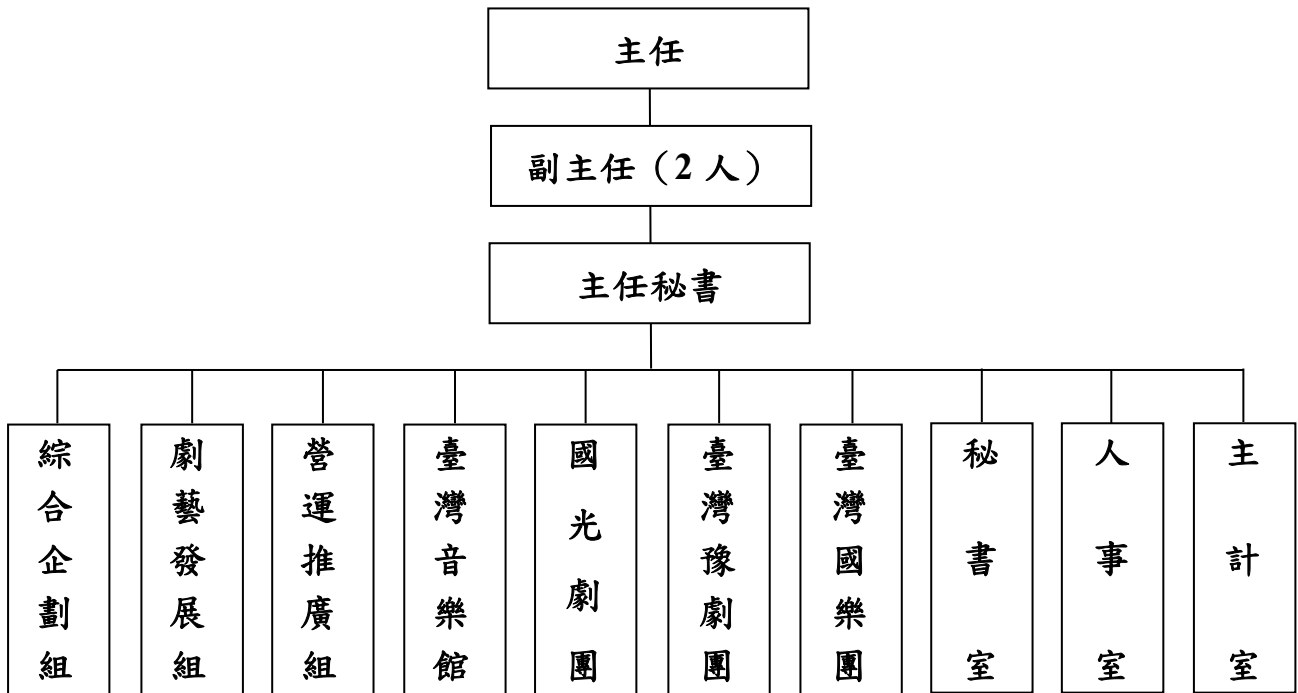 主任
副主任（2 人）
主任秘書
綜合企劃組
劇藝發展組
營運推廣組
臺灣音樂館
國光劇團
臺灣豫劇團
臺灣國樂團
秘書室
人事室
主計室